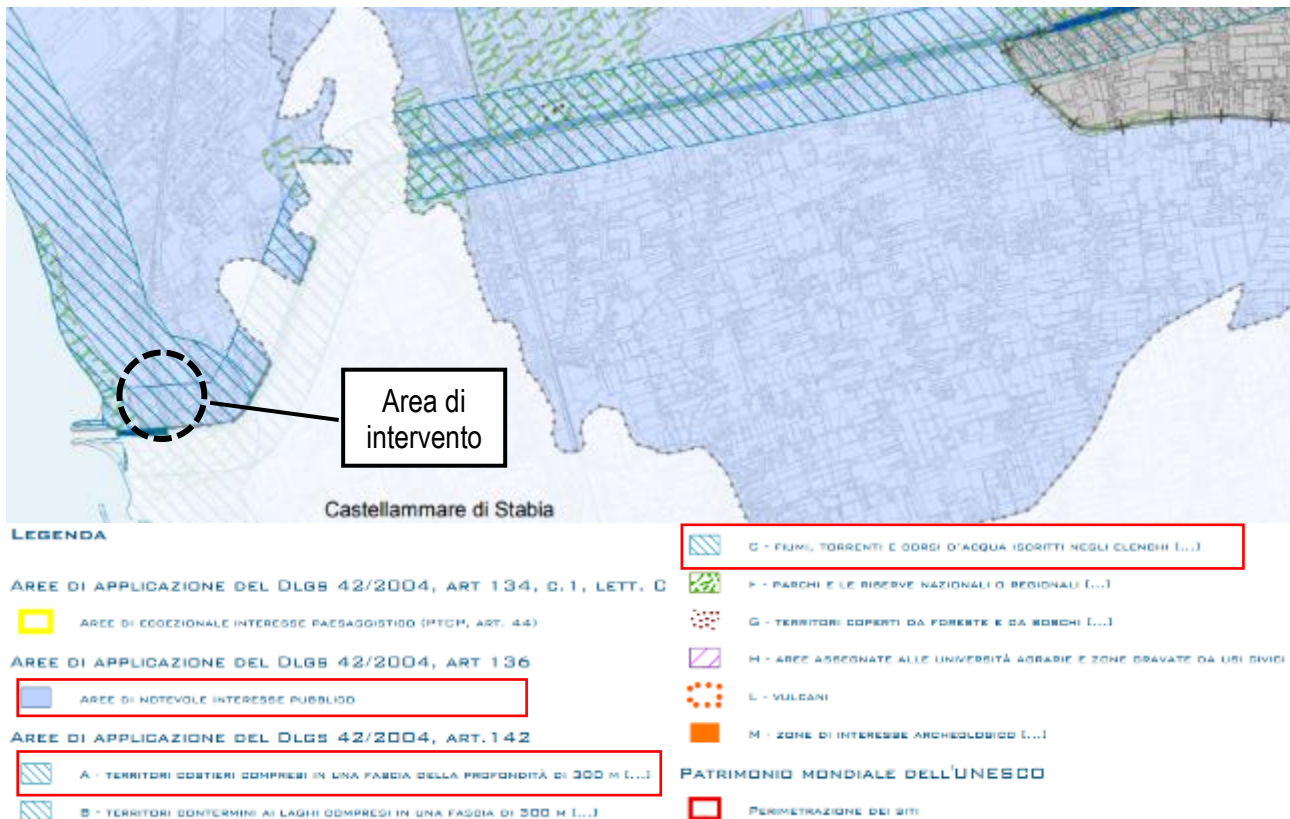 Area di
intervento
Castellammare di Stabia
LEGENDA
AREE DI APPLICAZIONE DEL DLGS 42/2004, ART 134, C.1, LETT. C
AREE DI ECCEZIONALE INTERESSE PAESAGGISTICO (PTCP, ART. 44)
AREE DI APPLICAZIONE DEL DLGS 42/2004, ART 136
AREE DI NOTEVOLE INTERESSE PUBBLICO
AREE DI APPLICAZIONE DEL DLGS 42/2004, ART.142
A - TERRITORI COSTIERI COMPRESI IN UNA FASCIA DELLA PROFONDITÀ DI 300 M (...)
B - TERRITORI CONTERMINI AI LAGHI COMPRESI IN UNA FASCIA DI 300 M (...)
C - FIUMI, TORRENTI E CORSI D'ACQUA ISCRITTI NEGLI ELENCHI (...)
F - PARCHI E LE RISERVE NAZIONALI O REGIONALI (...)
G - TERRITORI COPERTI DA FORESTE E DA BOSCHI (...)
H - AREE ASSEGNATE ALLE UNIVERSITÀ AGRARIE E ZONE GRAVATE DA USI CIVICI
L - VULCANI
M - ZONE DI INTERESSE ARCHEOLOGICO (...)
PATRIMONIO MONDIALE DELL'UNESCO
PERIMETRAZIONE DEI SITI